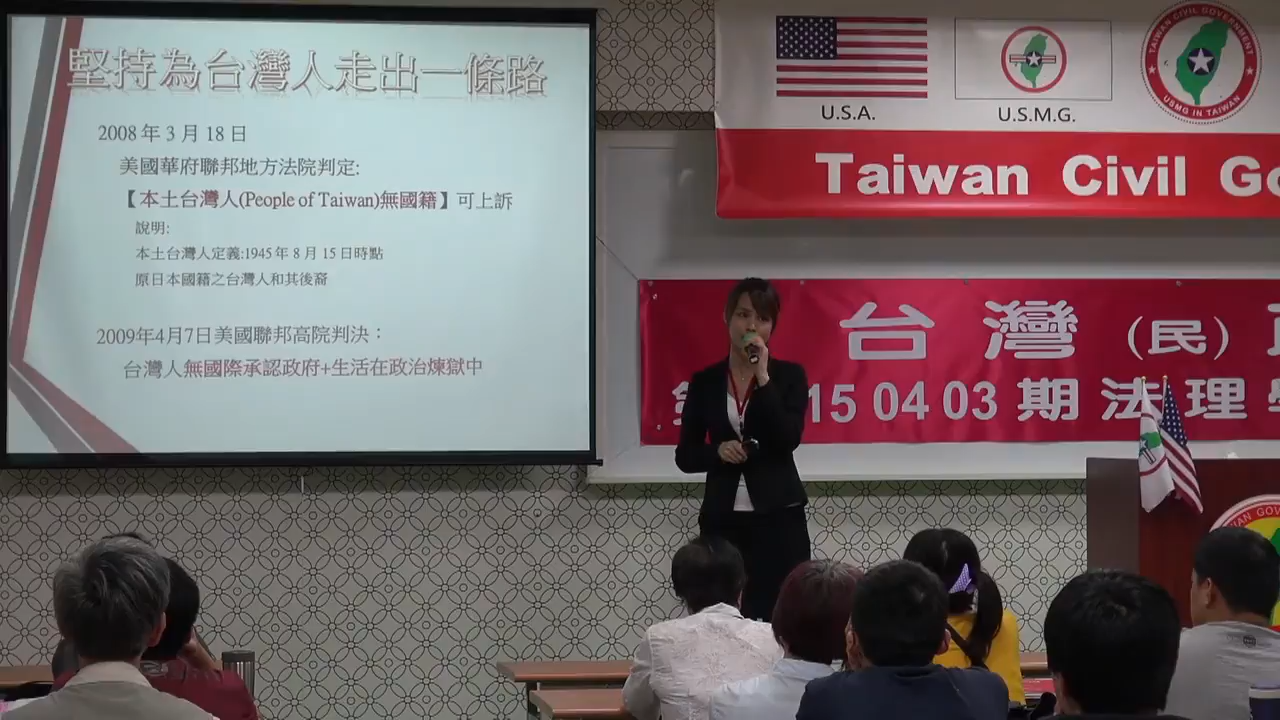 堅持為台灣人走出一條路
2008 年 3 月 18 日
美國華府聯邦地方法院判定:
【本土台灣人(People of Taiwan)無國籍】可上訴
說明:
本土台灣人定義:1945 年 8 月 15 日時點
原日本國籍之台灣人和其後裔
2009年4月7日美國聯邦高院判決：
台灣人無國際承認政府+生活在政治煉獄中
U.S.A.
U.S.M.G.
TAIWAN CIVIL GOVERNMENT
USMG IN TAIWAN
Taiwan Civil Go
台 灣 (民)
15 04 03 期 法 理 學